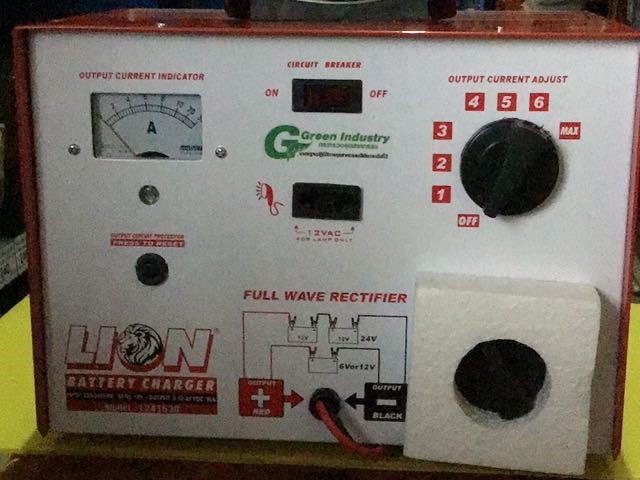 OUTPUT CURRENT INDICATOR
A
CIRCUIT BREAKER
ON OFF
Green Industry
12VAC
FOR LAMP ONLY
OUTPUT CURRENT ADJUST
4 5 6
3 MAX
2
1
OFF
OUTPUT CIRCUIT PROTECTOR
PRESS TO RESET
FULL WAVE RECTIFIER
12V 12V 24V
6Vor12V
LION
BATTERY CHARGER
MODEL
OUTPUT
+
RED
OUTPUT
-
BLACK